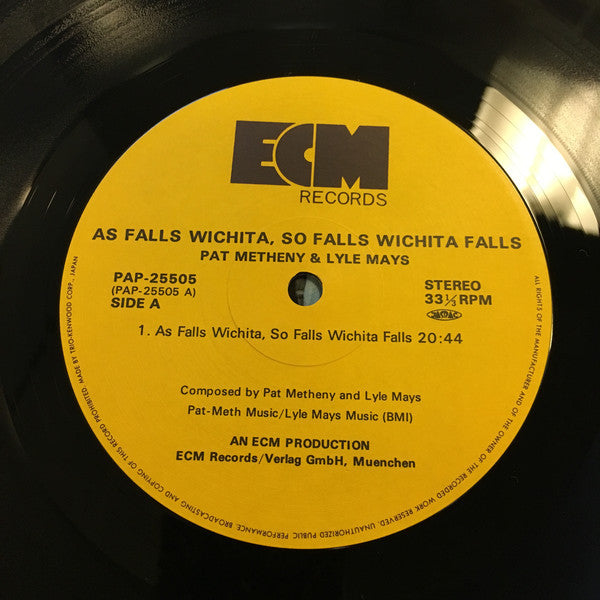 ECM
RECORDS
AS FALLS WICHITA, SO FALLS WICHITA FALLS
PAT METHENY & LYLE MAYS
PAP-25505
(PAP-25505 A)
SIDE A
STEREO
33 1/3 RPM
JASRAC
1. As Falls Wichita, So Falls Wichita Falls 20:44
Composed by Pat Metheny and Lyle Mays
Pat-Meth Music/Lyle Mays Music (BMI)
AN ECM PRODUCTION
ECM Records/Verlag GmbH, Muenchen
ALL RIGHTS OF THE MANUFACTURER AND OF THE OWNER OF THE RECORDED WORK RESERVED. UNAUTHORIZED PUBLIC PERFORMANCE, BROADCASTING AND COPYING OF THIS RECORD PROHIBITED. MADE BY TRIO-KENWOOD CORP., JAPAN